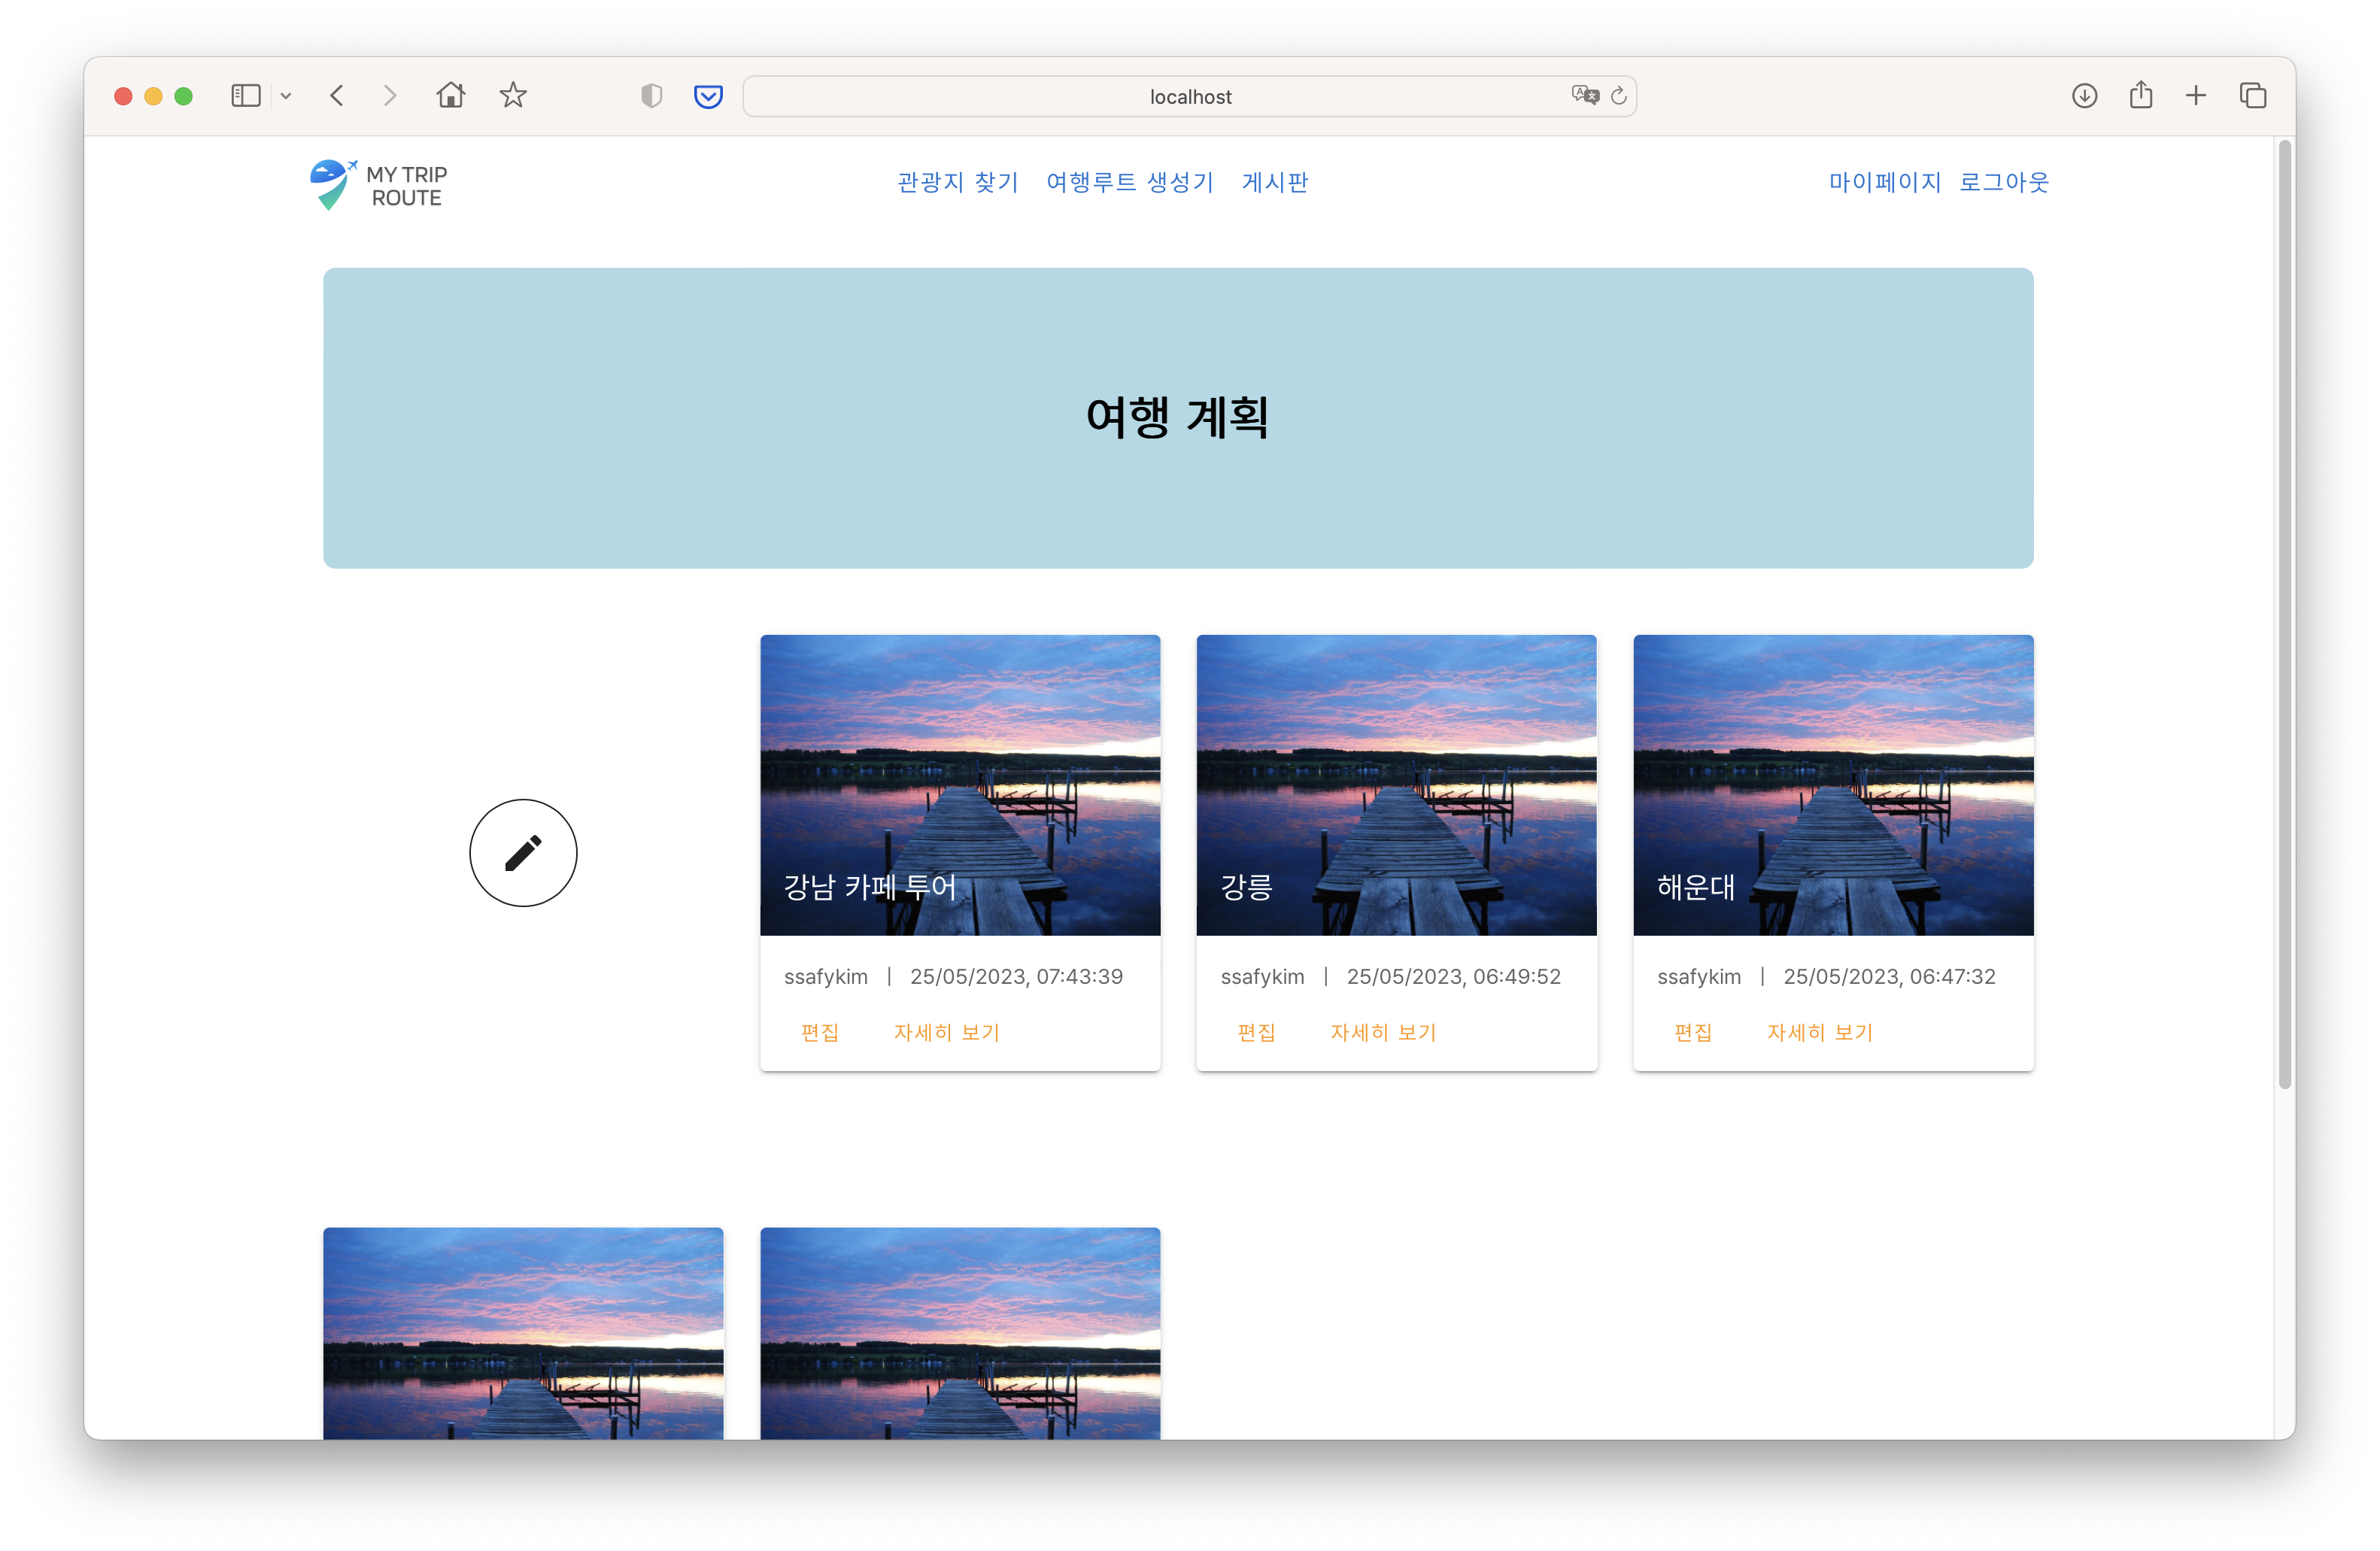 localhost
MY TRIP
ROUTE
관광지 찾기 여행루트 생성기 게시판
마이페이지 로그아웃
여행 계획
강남 카페 투어
ssafykim | 25/05/2023, 07:43:39
편집 자세히 보기
강릉
ssafykim | 25/05/2023, 06:49:52
편집 자세히 보기
해운대
ssafykim | 25/05/2023, 06:47:32
편집 자세히 보기